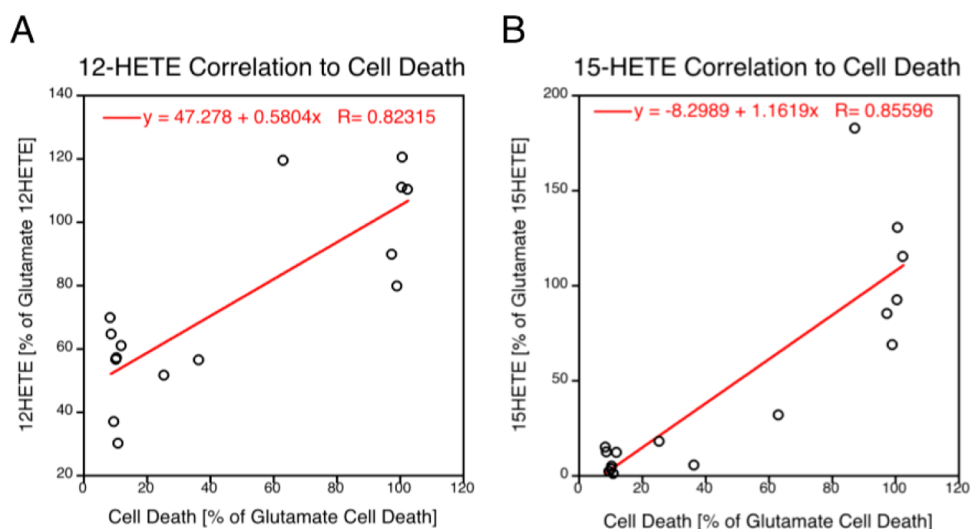 A
12-HETE Correlation to Cell Death
y = 47.278 + 0.5804x R= 0.82315
140
120
100
80
60
40
20
0
20
40
60
80
100
120
12HETE [% of Glutamate 12HETE]
Cell Death [% of Glutamate Cell Death]
B
15-HETE Correlation to Cell Death
y = -8.2989 + 1.1619x R= 0.85596
200
150
100
50
0
0
20
40
60
80
100
120
15HETE [% of Glutamate 15HETE]
Cell Death [% of Glutamate Cell Death]